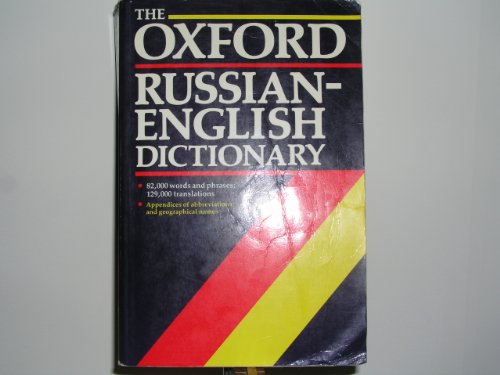 THE
OXFORD
RUSSIAN-
ENGLISH
DICTIONARY
82,000 words and phrases;
129,000 translations
Appendices of abbreviations
and geographical names